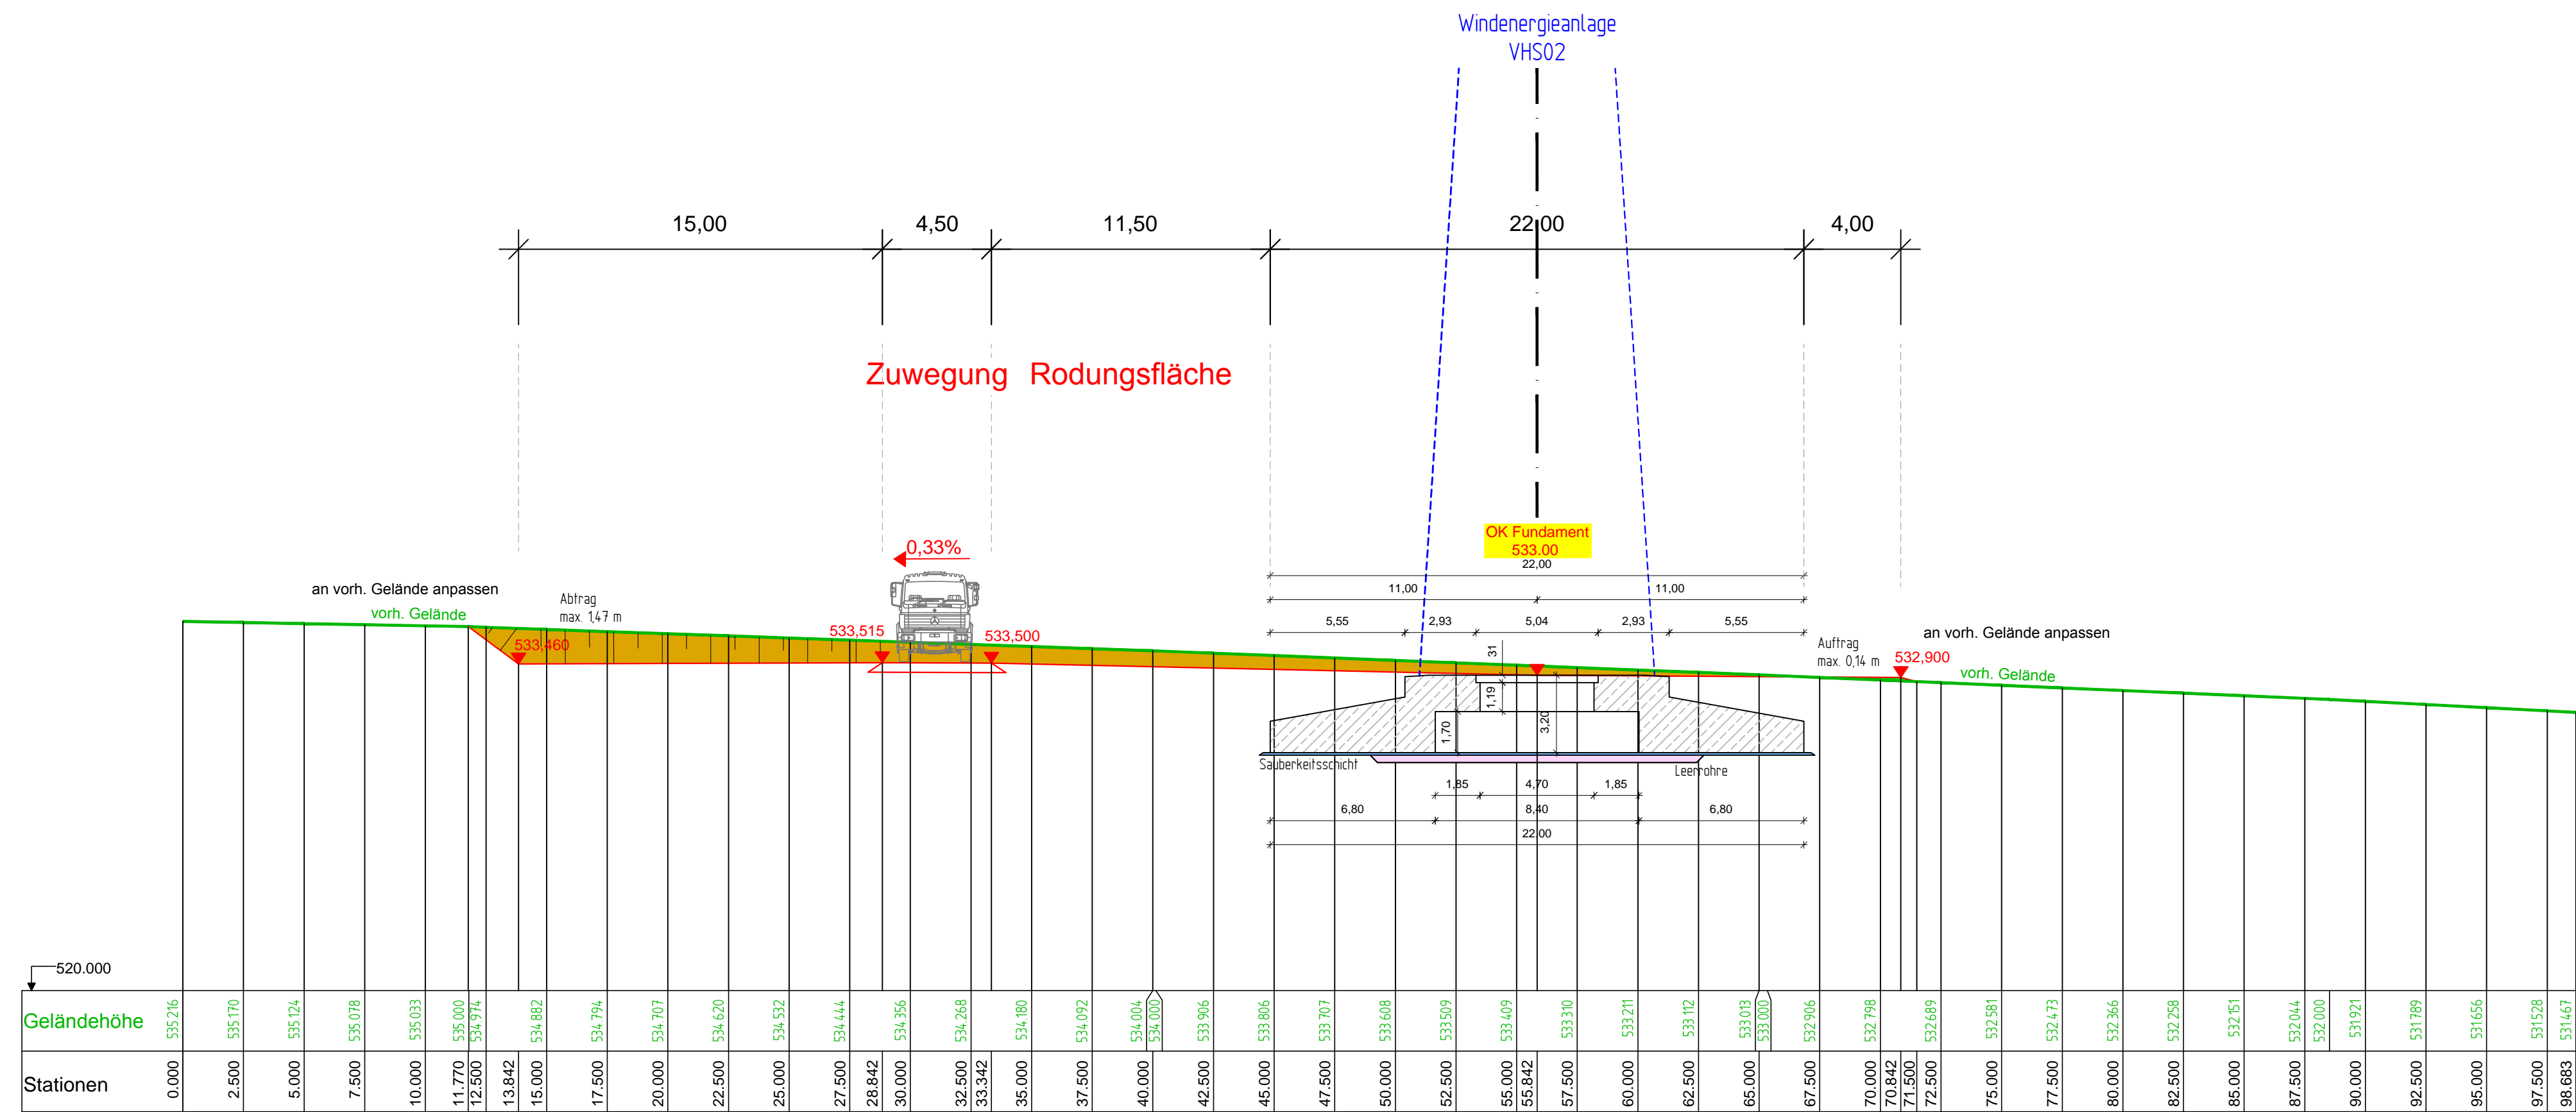 Windenergieanlage
VHS02
15,00 4,50 11,50 22,00 4,00
Zuwegung Rodungsfläche
OK Fundament
533.00
0,33%
22,00
11,00 11,00
an vorh. Gelände anpassen
vorh. Gelände
Abtrag
max. 1,47 m
533,460
533,515
533,500
5,55 2,93 5,04 2,93 5,55
Auftrag
max. 0,14 m
532,900
an vorh. Gelände anpassen
vorh. Gelände
31
1,19
1,70
3,20
Sauberkeitsschicht
Leerrohre
1,85 4,70 1,85
6,80 8,40 6,80
22,00
520.000
Geländehöhe 535.216 535.170 535.124 535.078 535.033 535.000 534.974 534.882 534.794 534.707 534.620 534.532 534.444 534.356 534.268 534.180 534.092 534.004 534.000 533.906 533.806 533.707 533.608 533.509 533.409 533.310 533.211 533.112 533.013 533.000 532.906 532.798 532.689 532.581 532.473 532.366 532.258 532.151 532.044 532.000 531.921 531.789 531.656 531.528 531.467
Stationen 0.000 2.500 5.000 7.500 10.000 11.770 12.500 13.842 15.000 17.500 20.000 22.500 25.000 27.500 28.842 30.000 32.500 33.342 35.000 37.500 40.000 42.500 45.000 47.500 50.000 52.500 55.000 55.842 57.500 60.000 62.500 65.000 67.500 70.000 70.842 71.500 72.500 75.000 77.500 80.000 82.500 85.000 87.500 90.000 92.500 95.000 97.500 98.683